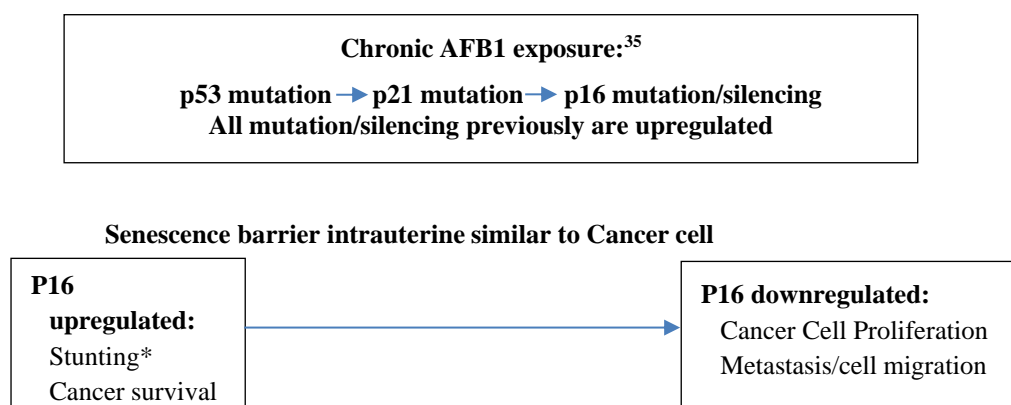 Chronic AFB1 exposure:35
p53 mutation p21 mutation p16 mutation/silencing
All mutation/silencing previously are upregulated
Senescence barrier intrauterine similar to Cancer cell
P16
upregulated:
Stunting*
Cancer survival
P16 downregulated:
Cancer Cell Proliferation
Metastasis/cell migration